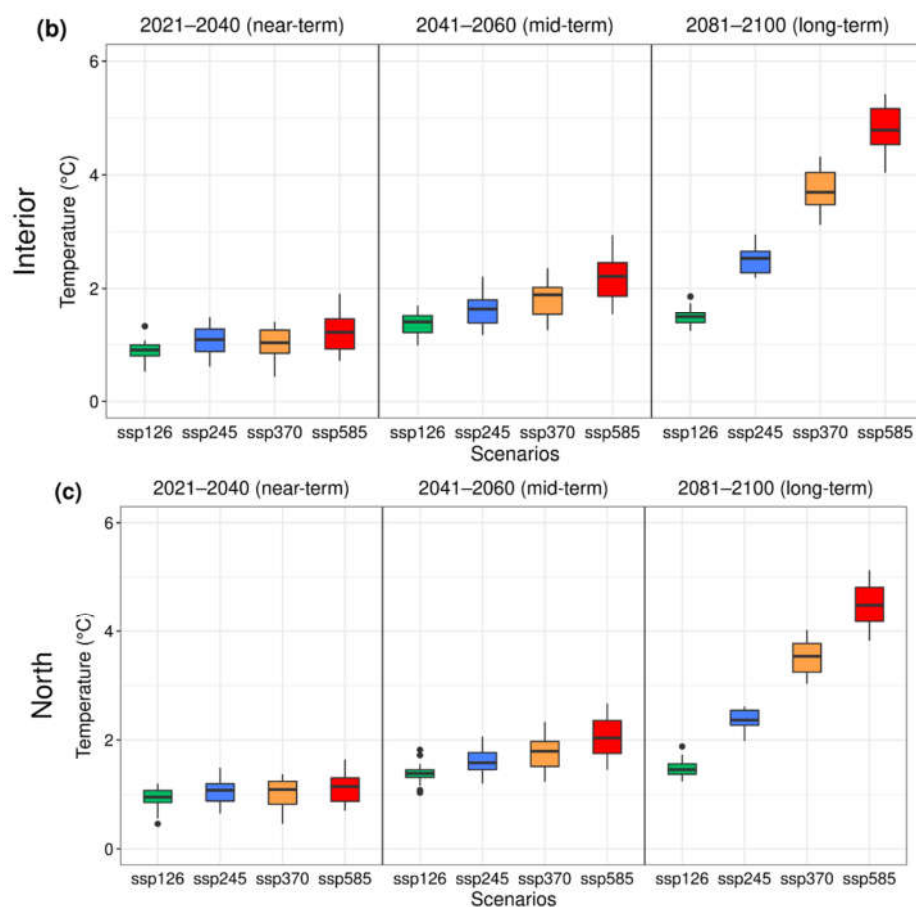 (b)
2021–2040 (near-term) 2041–2060 (mid-term) 2081–2100 (long-term)
Interior
Temperature (°C)
6
4
2
0
ssp126 ssp245 ssp370 ssp585 ssp126 ssp245 ssp370 ssp585 ssp126 ssp245 ssp370 ssp585
Scenarios
(c)
2021–2040 (near-term) 2041–2060 (mid-term) 2081–2100 (long-term)
North
Temperature (°C)
6
4
2
0
ssp126 ssp245 ssp370 ssp585 ssp126 ssp245 ssp370 ssp585 ssp126 ssp245 ssp370 ssp585
Scenarios